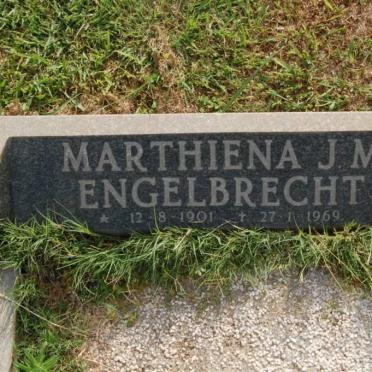 MARTHIENA J.M
ENGELBRECHT
* 12-8-1901 + 27-1-1969